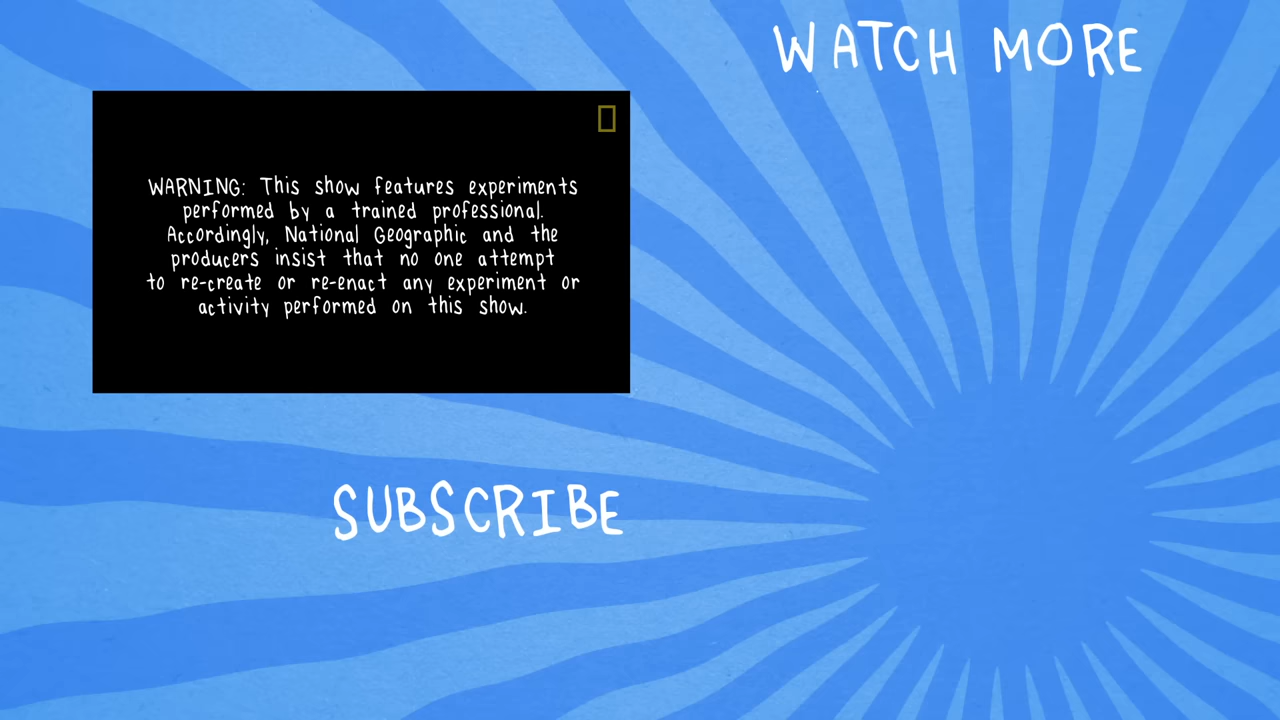 WATCH MORE
WARNING: This show features experiments
performed by a trained professional.
Accordingly, National Geographic and the
producers insist that no one attempt
to re-create or re-enact any experiment or
activity performed on this show.
SUBSCRIBE